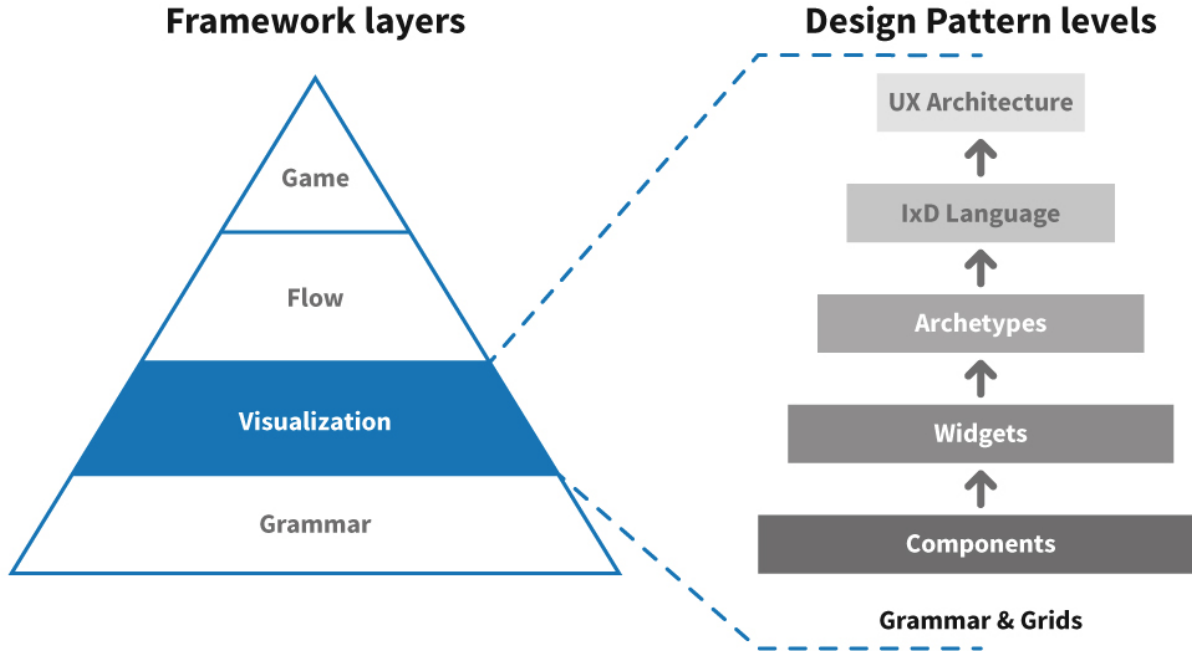 Framework layers
Game
Flow
Visualization
Grammar
Design Pattern levels
UX Architecture
IxD Language
Archetypes
Widgets
Components
Grammar & Grids